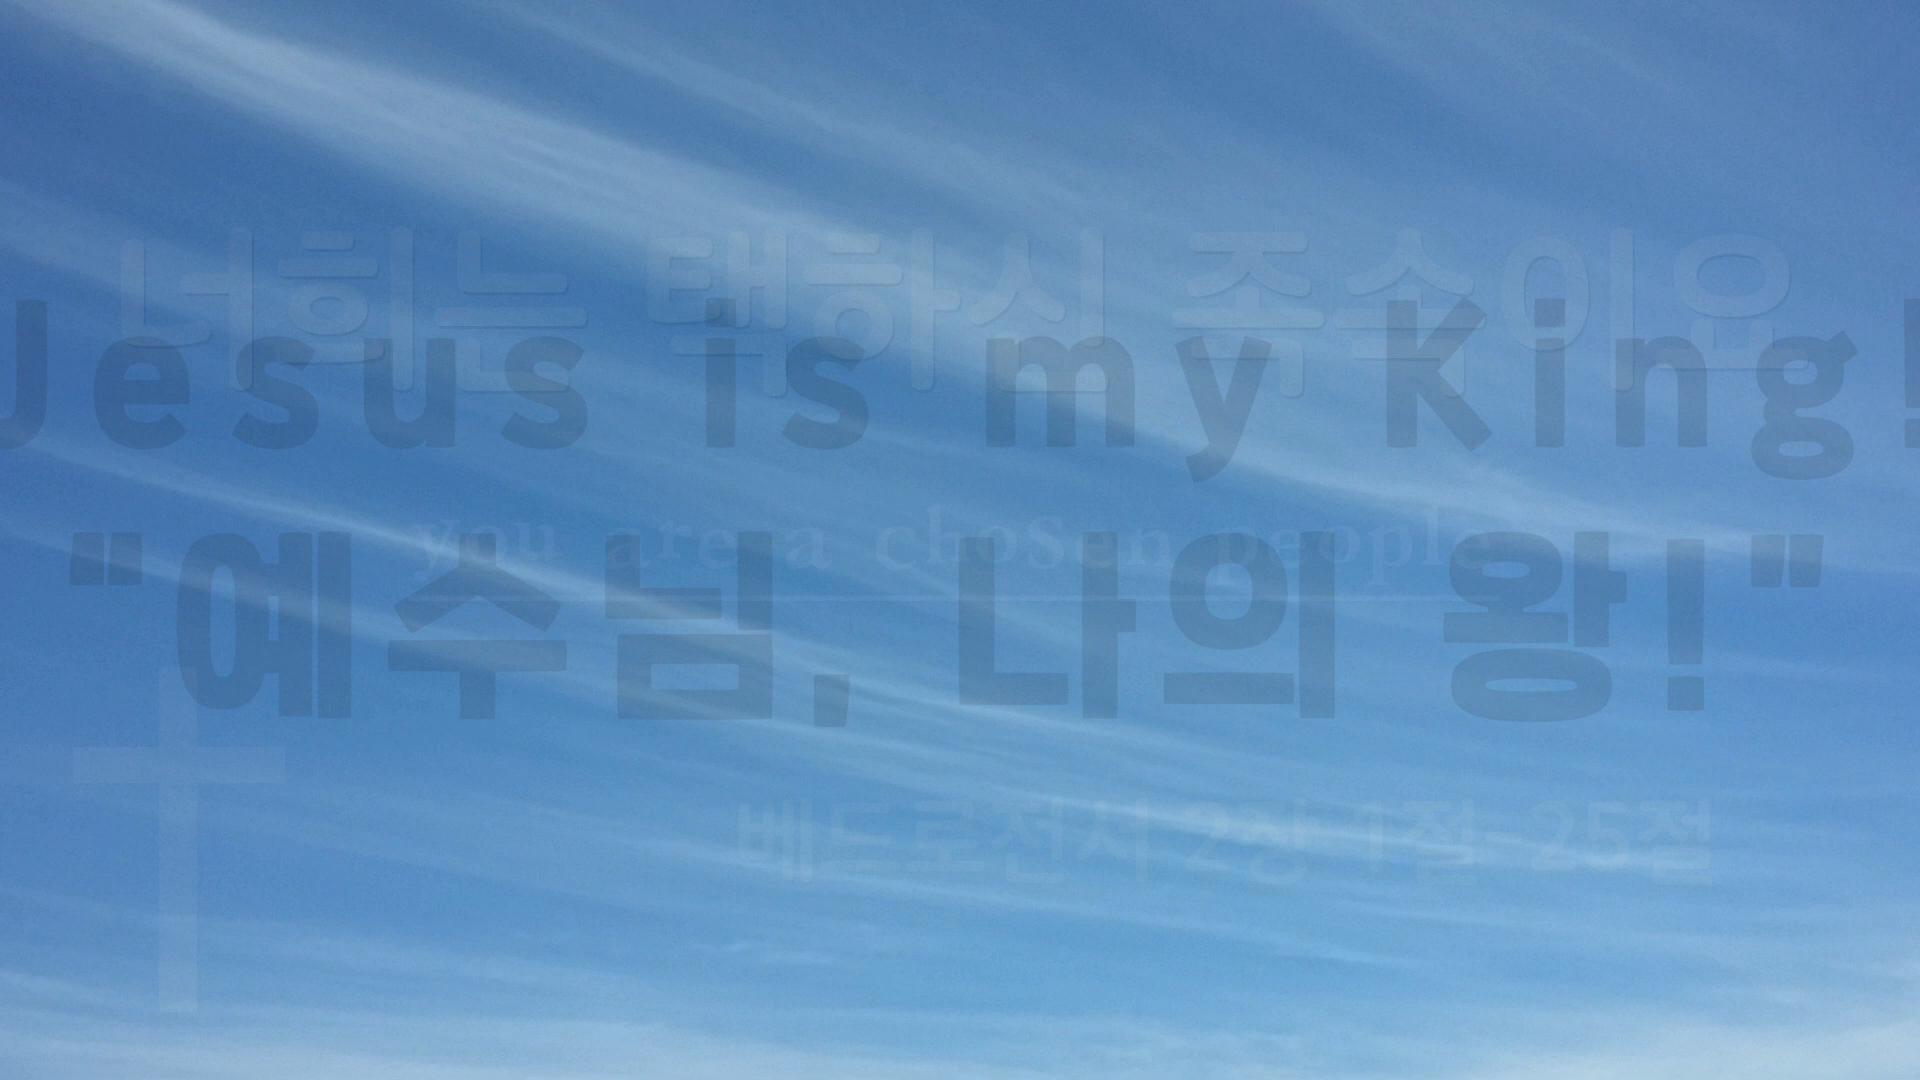 너희는 택하신 족속이요
Jesus is my King!
you are a choSen people
"예수님, 나의 왕!"
베드로전서 2장 1절-25절